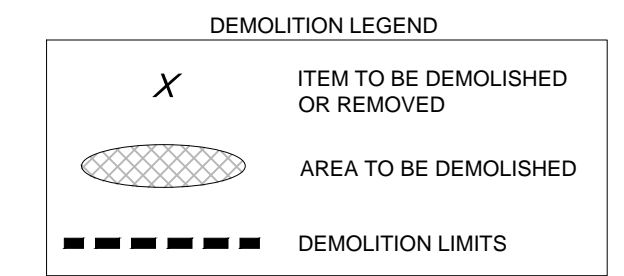 DEMOLITION LEGEND
X
ITEM TO BE DEMOLISHED
OR REMOVED
AREA TO BE DEMOLISHED
DEMOLITION LIMITS